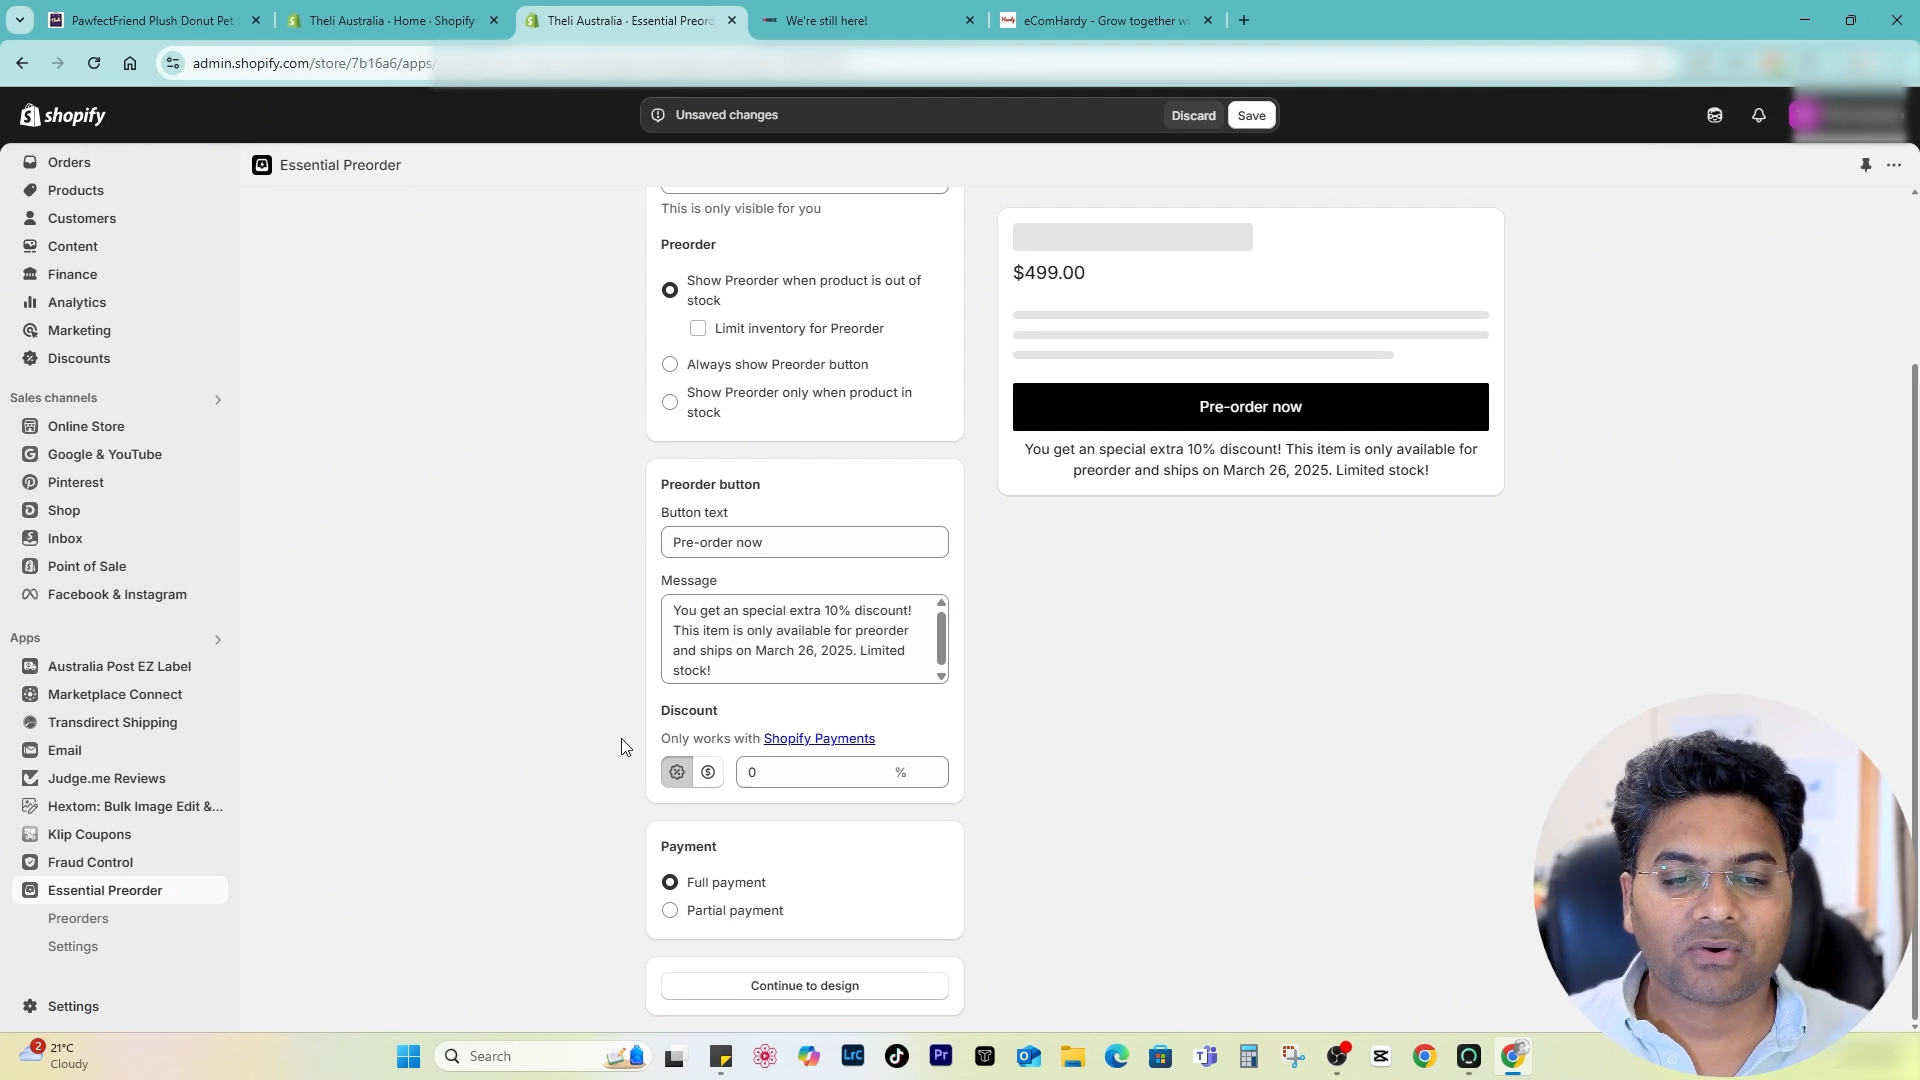 PawfectFriend Plush Donut Pet
Theli Australia · Home · Shopify
Theli Australia · Essential Preord
We're still here!
eComHardy - Grow together wi
admin.shopify.com/store/7b16a6/apps/
shopify
Unsaved changes
Discard
Save
Orders
Products
Customers
Content
Finance
Analytics
Marketing
Discounts
Sales channels
Online Store
Google & YouTube
Pinterest
Shop
Inbox
Point of Sale
Facebook & Instagram
Apps
Australia Post EZ Label
Marketplace Connect
Transdirect Shipping
Email
Judge.me Reviews
Hextom: Bulk Image Edit &...
Klip Coupons
Fraud Control
Essential Preorder
Preorders
Settings
Settings
Essential Preorder
This is only visible for you
Preorder
Show Preorder when product is out of
stock
Limit inventory for Preorder
Always show Preorder button
Show Preorder only when product in
stock
Preorder button
Button text
Pre-order now
Message
You get an special extra 10% discount!
This item is only available for preorder
and ships on March 26, 2025. Limited
stock!
Discount
Only works with Shopify Payments
0 %
Payment
Full payment
Partial payment
Continue to design
$499.00
Pre-order now
You get an special extra 10% discount! This item is only available for
preorder and ships on March 26, 2025. Limited stock!
2
21°C
Cloudy
Search
Lrc
Pr